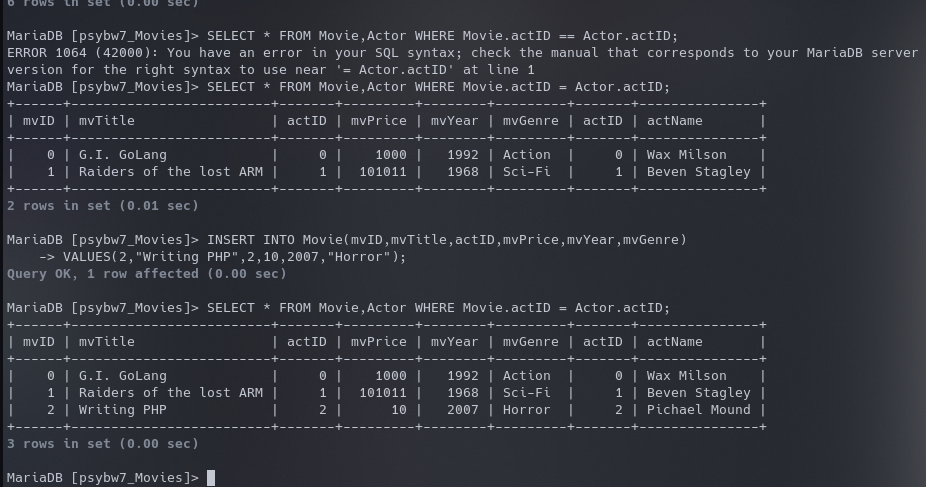 6 rows in set (0.00 sec)

MariaDB [psybw7_Movies]> SELECT * FROM Movie,Actor WHERE Movie.actID == Actor.actID;
ERROR 1064 (42000): You have an error in your SQL syntax; check the manual that corresponds to your MariaDB server
version for the right syntax to use near '= Actor.actID' at line 1
MariaDB [psybw7_Movies]> SELECT * FROM Movie,Actor WHERE Movie.actID = Actor.actID;
+------+-------------------------+-------+---------+--------+---------+-------+--------------+
| mvID | mvTitle                 | actID | mvPrice | mvYear | mvGenre | actID | actName      |
+------+-------------------------+-------+---------+--------+---------+-------+--------------+
|    0 | G.I. GoLang             |     0 |    1000 |   1992 | Action  |     0 | Wax Milson   |
|    1 | Raiders of the lost ARM |     1 |  101011 |   1968 | Sci-Fi  |     1 | Beven Stagley |
+------+-------------------------+-------+---------+--------+---------+-------+--------------+
2 rows in set (0.01 sec)

MariaDB [psybw7_Movies]> INSERT INTO Movie(mvID,mvTitle,actID,mvPrice,mvYear,mvGenre)
    -> VALUES(2,"Writing PHP",2,10,2007,"Horror");
Query OK, 1 row affected (0.00 sec)

MariaDB [psybw7_Movies]> SELECT * FROM Movie,Actor WHERE Movie.actID = Actor.actID;
+------+-------------------------+-------+---------+--------+---------+-------+--------------+
| mvID | mvTitle                 | actID | mvPrice | mvYear | mvGenre | actID | actName      |
+------+-------------------------+-------+---------+--------+---------+-------+--------------+
|    0 | G.I. GoLang             |     0 |    1000 |   1992 | Action  |     0 | Wax Milson   |
|    1 | Raiders of the lost ARM |     1 |  101011 |   1968 | Sci-Fi  |     1 | Beven Stagley |
|    2 | Writing PHP             |     2 |      10 |   2007 | Horror  |     2 | Pichael Mound |
+------+-------------------------+-------+---------+--------+---------+-------+--------------+
3 rows in set (0.00 sec)

MariaDB [psybw7_Movies]>